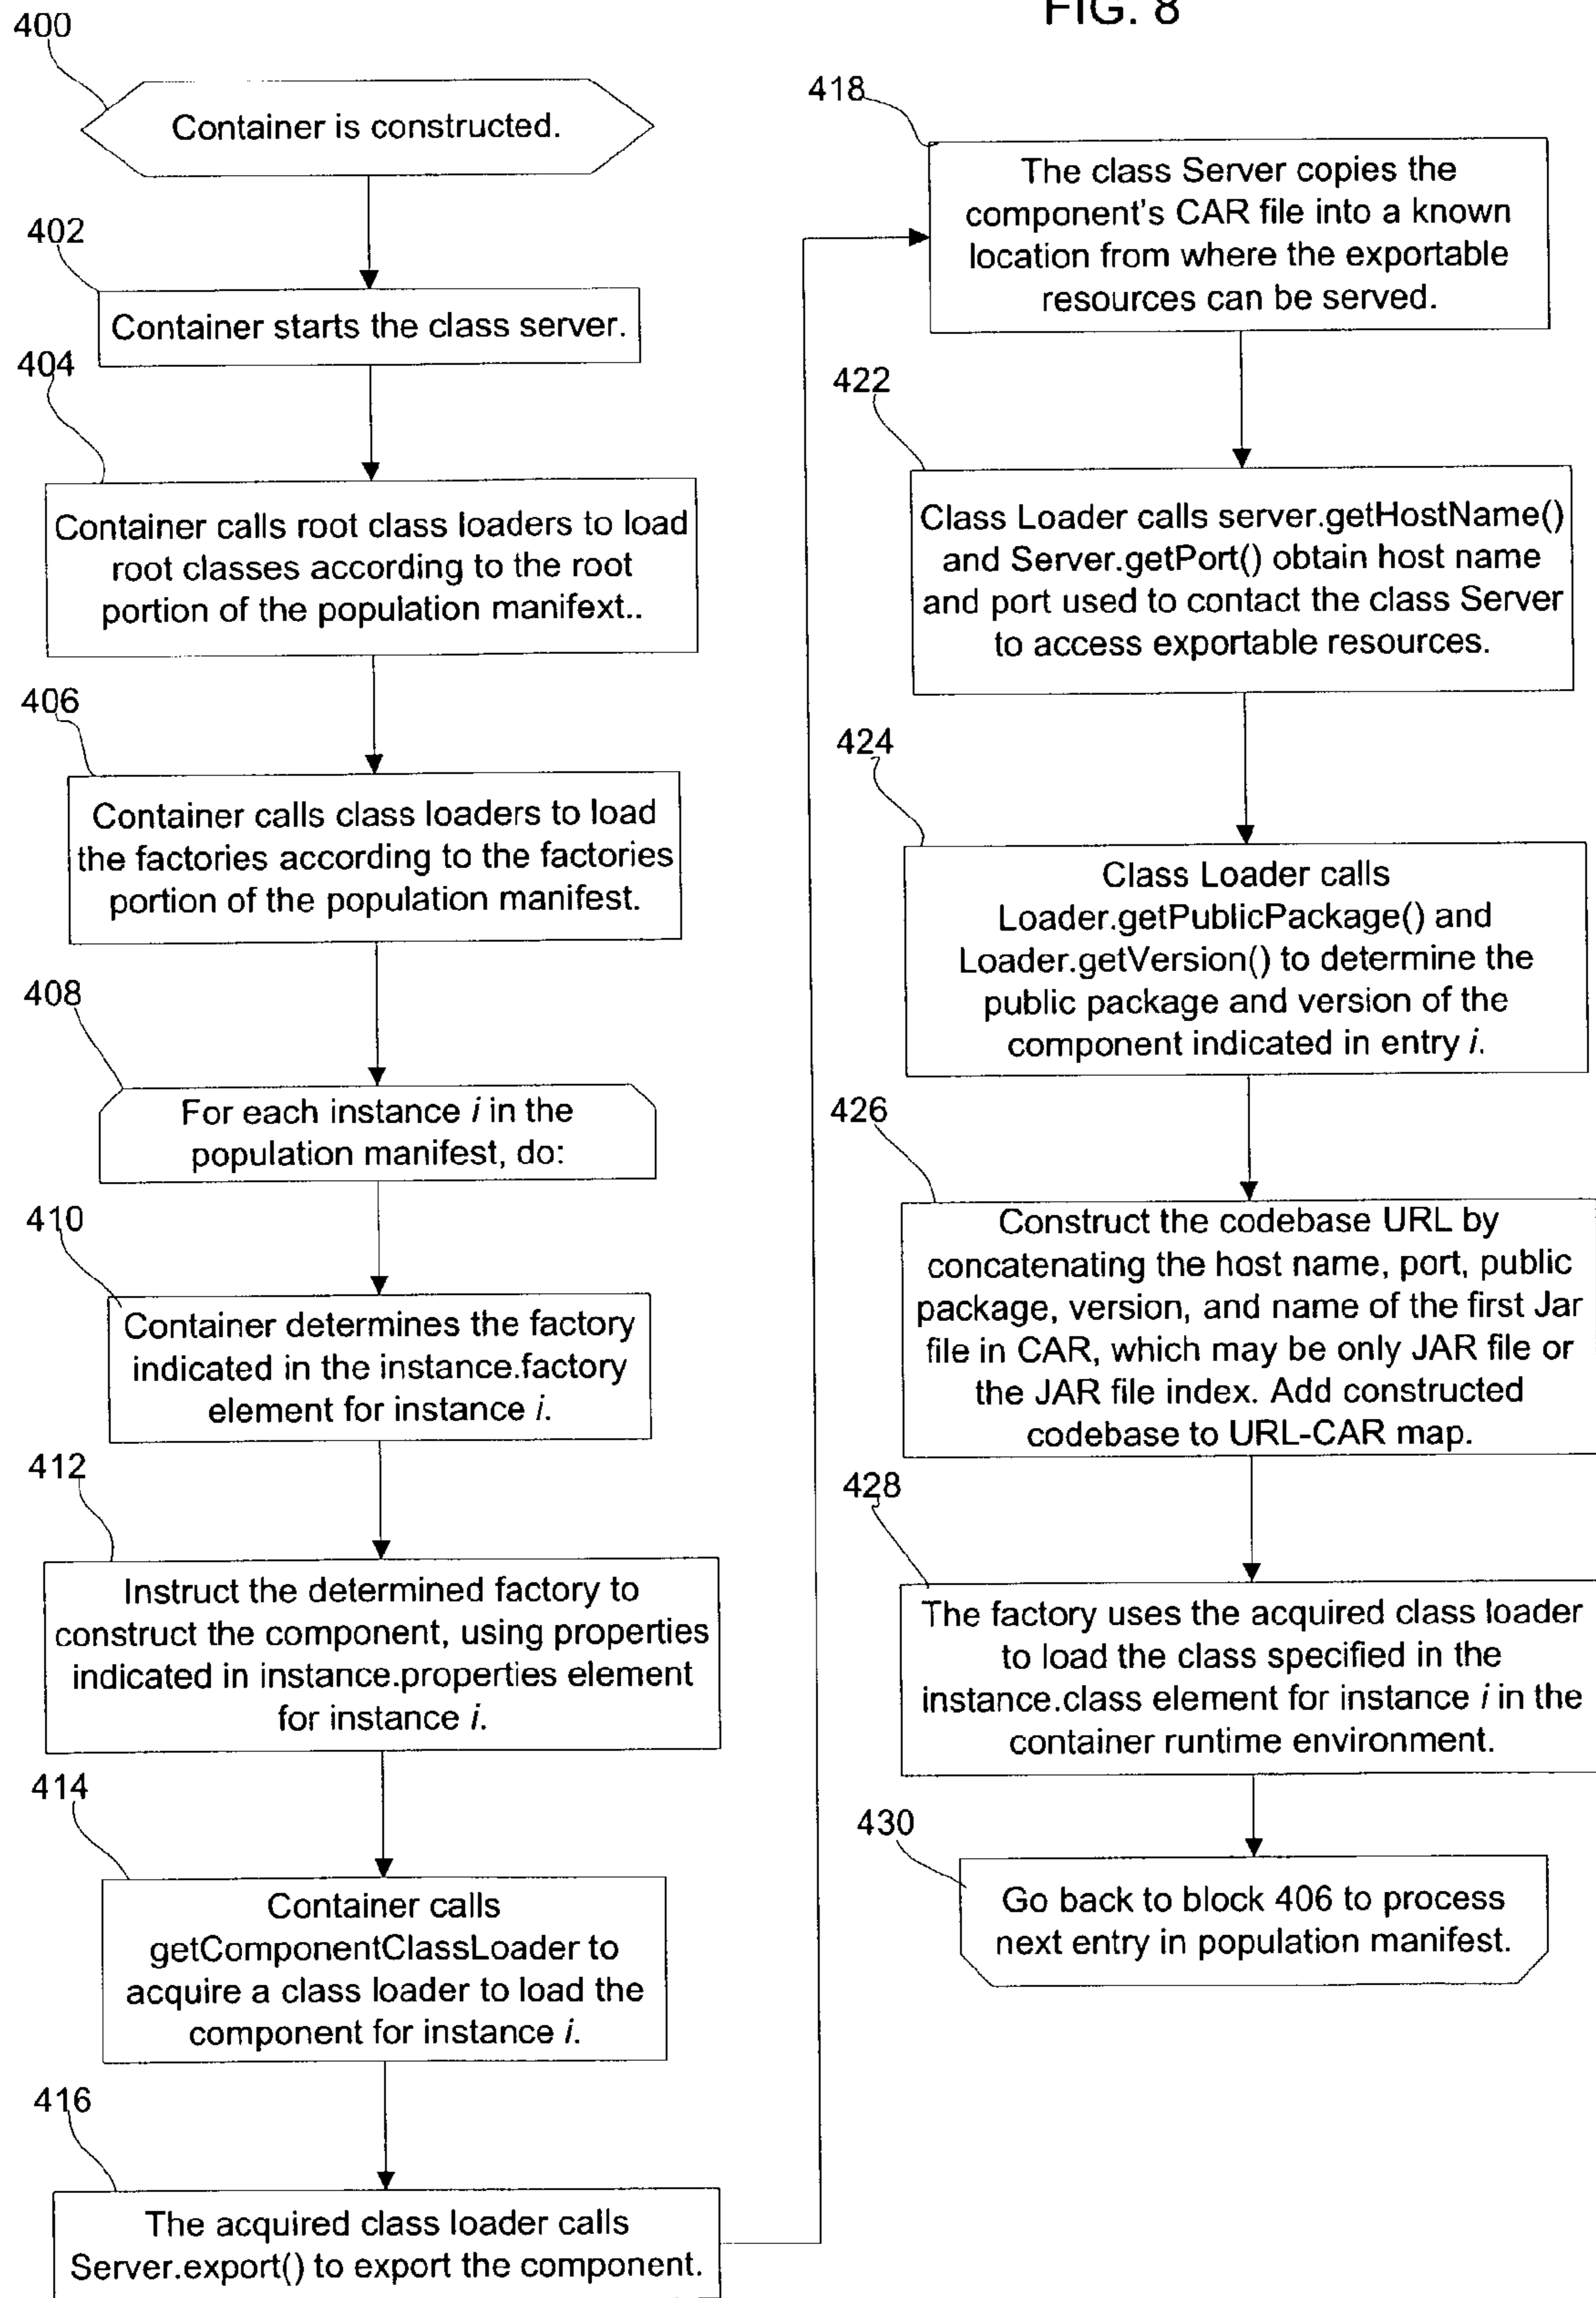 FIG. 8
400
Container is constructed.
402
Container starts the class server.
404
Container calls root class loaders to load
root classes according to the root
portion of the population manifext..
406
Container calls class loaders to load
the factories according to the factories
portion of the population manifest.
408
For each instance i in the
population manifest, do:
410
Container determines the factory
indicated in the instance.factory
element for instance i.
412
Instruct the determined factory to
construct the component, using properties
indicated in instance.properties element
for instance i.
414
Container calls
getComponentClassLoader to
acquire a class loader to load the
component for instance i.
416
The acquired class loader calls
Server.export() to export the component.
418
The class Server copies the
component's CAR file into a known
location from where the exportable
resources can be served.
422
Class Loader calls server.getHostName()
and Server.getPort() obtain host name
and port used to contact the class Server
to access exportable resources.
424
Class Loader calls
Loader.getPublicPackage() and
Loader.getVersion() to determine the
public package and version of the
component indicated in entry i.
426
Construct the codebase URL by
concatenating the host name, port, public
package, version, and name of the first Jar
file in CAR, which may be only JAR file or
the JAR file index. Add constructed
codebase to URL-CAR map.
428
The factory uses the acquired class loader
to load the class specified in the
instance.class element for instance i in the
container runtime environment.
430
Go back to block 406 to process
next entry in population manifest.